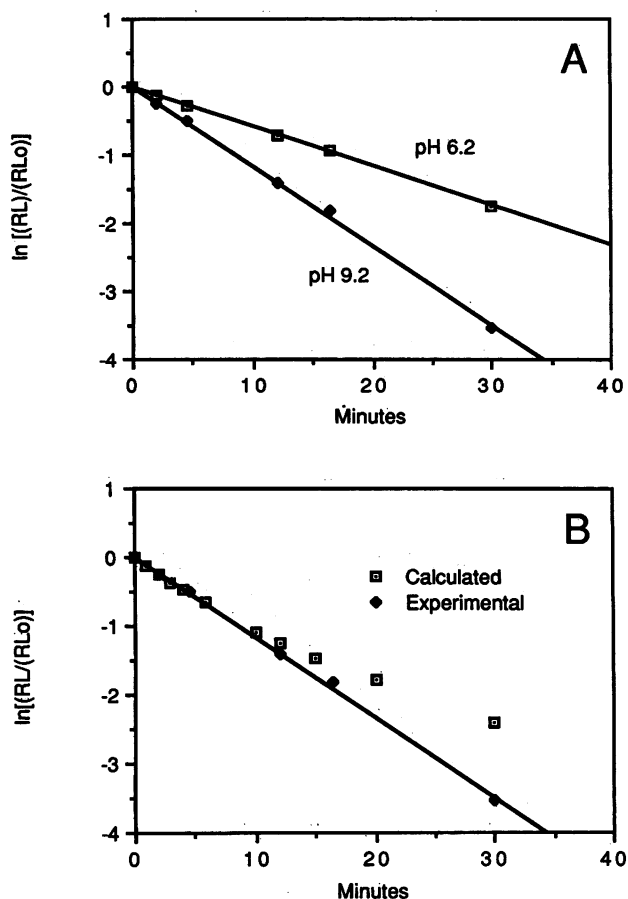 A
1
0
-1
-2
-3
-4
ln [(RL)/(RLo)]
pH 6.2
pH 9.2
0
10
20
30
40
Minutes
B
1
0
-1
-2
-3
-4
ln[(RL/(RLo)]
Calculated
Experimental
0
10
20
30
40
Minutes